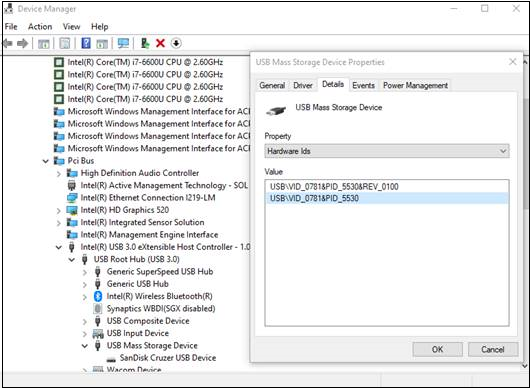 Device Manager
File Action View Help
Intel(R) Core(TM) i7-6600U CPU @ 2.60GHz
Intel(R) Core(TM) i7-6600U CPU @ 2.60GHz
Intel(R) Core(TM) i7-6600U CPU @ 2.60GHz
Intel(R) Core(TM) i7-6600U CPU @ 2.60GHz
Microsoft Windows Management Interface for AC
Microsoft Windows Management Interface for AC
Microsoft Windows Management Interface for AC
Microsoft Windows Management Interface for AC
Pci Bus
High Definition Audio Controller
Intel(R) Active Management Technology - SOL
Intel(R) Ethernet Connection I219-LM
Intel(R) HD Graphics 520
Intel(R) Integrated Sensor Solution
Intel(R) Management Engine Interface
Intel(R) USB 3.0 eXtensible Host Controller - 1.0
USB Root Hub (USB 3.0)
Generic SuperSpeed USB Hub
Generic USB Hub
Intel(R) Wireless Bluetooth(R)
Synaptics WBDI(SGX disabled)
USB Composite Device
USB Input Device
USB Mass Storage Device
SanDisk Cruzer USB Device
Wacom Device
USB Mass Storage Device Properties
General Driver Details Events Power Management
USB Mass Storage Device
Property
Hardware Ids
Value
USB\VID_0781&PID_5530&REV_0100
USB\VID_0781&PID_5530
OK Cancel